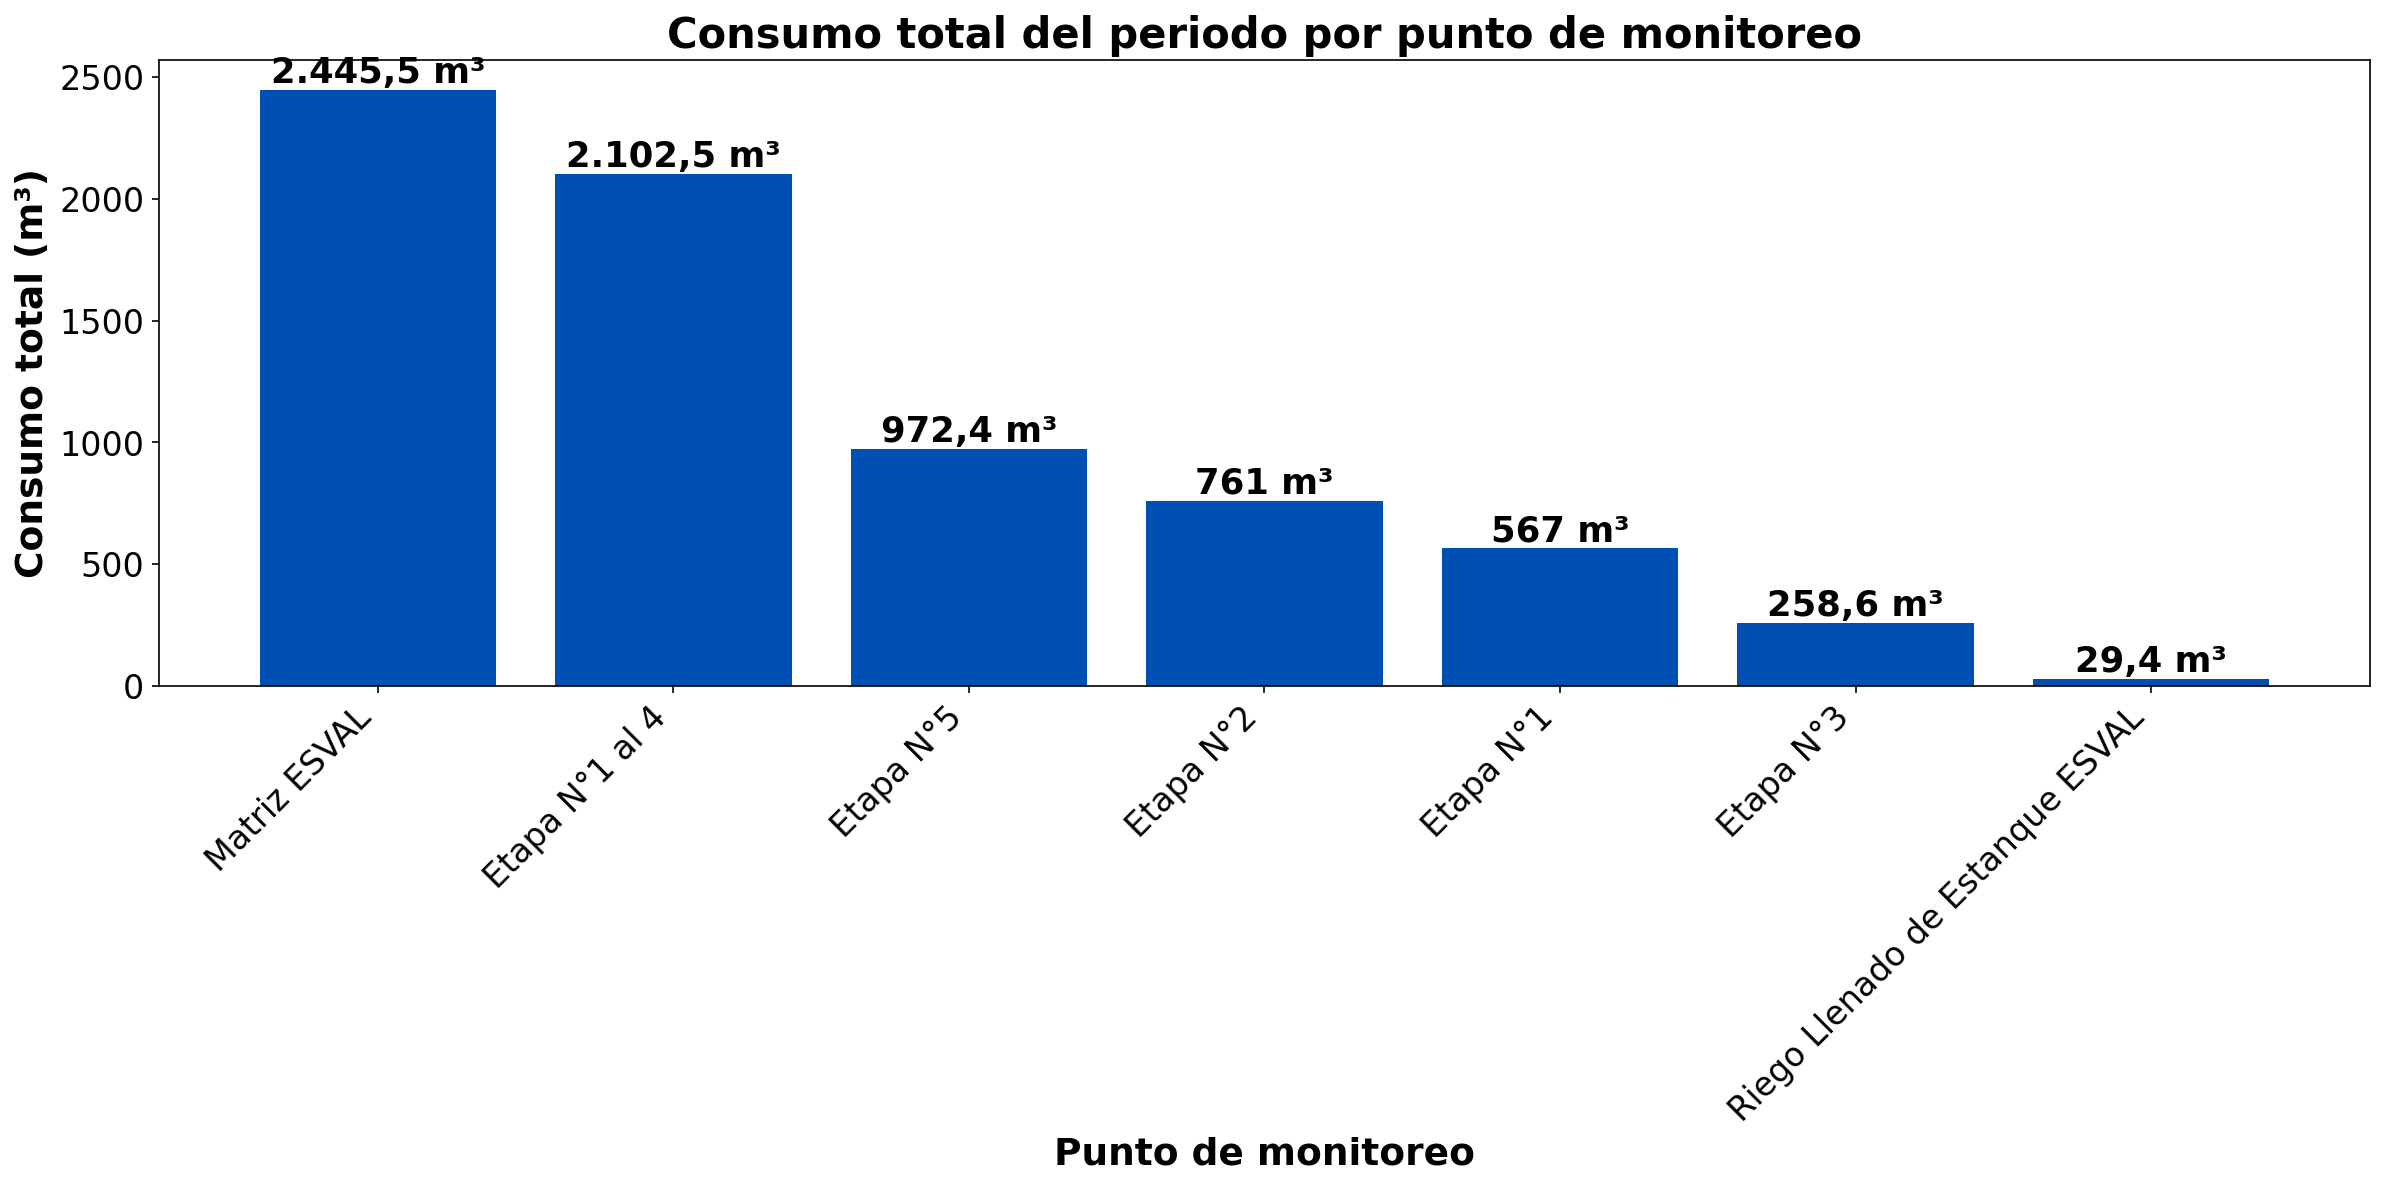 Consumo total del periodo por punto de monitoreo
Consumo total (m³)
2500
2000
1500
1000
500
0
2.445,5 m³
2.102,5 m³
972,4 m³
761 m³
567 m³
258,6 m³
29,4 m³
Matriz ESVAL
Etapa N°1 al 4
Etapa N°5
Etapa N°2
Etapa N°1
Etapa N°3
Riego Llenado de Estanque ESVAL
Punto de monitoreo